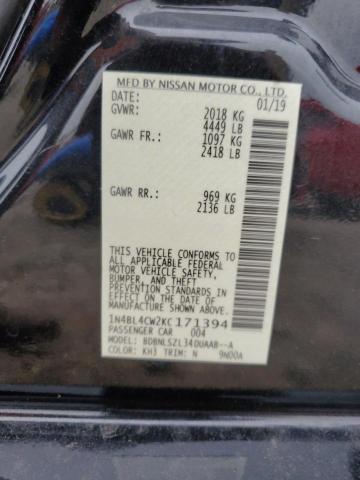 MFD BY NISSAN MOTOR CO., LTD.
DATE: 01/19
GVWR: 2018 KG
4449 LB
GAWR FR: 1097 KG
2418 LB
GAWR RR: 969 KG
2136 LB
THIS VEHICLE CONFORMS TO
ALL APPLICABLE FEDERAL
MOTOR VEHICLE SAFETY,
BUMPER, AND THEFT
PREVENTION STANDARDS IN
EFFECT ON THE DATE OF
MANUFACTURE SHOWN ABOVE.
1N4BL4CW2KC171394
PASSENGER CAR 004
MODEL: BDBNLSZL34DUAAB--A
COLOR: KH3 TRIM: N 9N00A